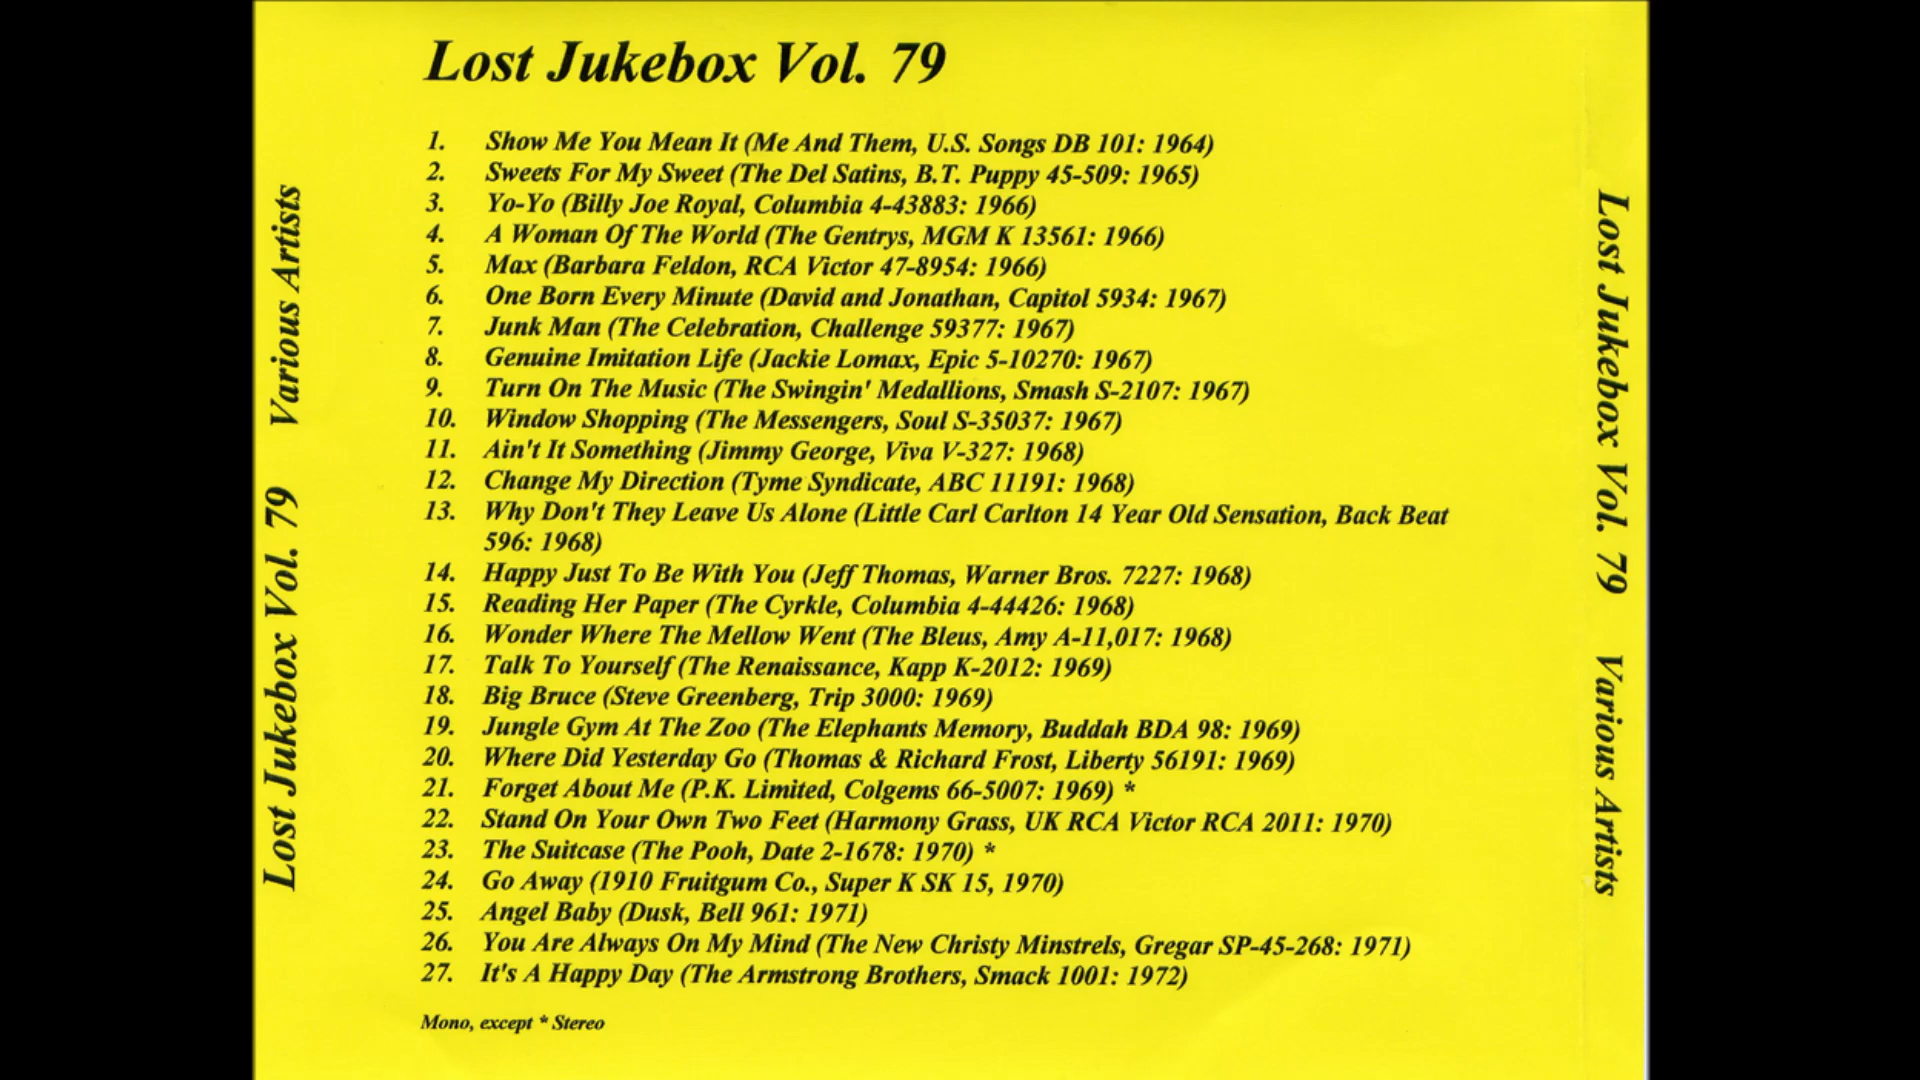 Lost Jukebox Vol. 79
1. Show Me You Mean It (Me And Them, U.S. Songs DB 101: 1964)
2. Sweets For My Sweet (The Del Satins, B.T. Puppy 45-509: 1965)
3. Yo-Yo (Billy Joe Royal, Columbia 4-43883: 1966)
4. A Woman Of The World (The Gentrys, MGM K 13561: 1966)
5. Max (Barbara Feldon, RCA Victor 47-8954: 1966)
6. One Born Every Minute (David and Jonathan, Capitol 5934: 1967)
7. Junk Man (The Celebration, Challenge 59377: 1967)
8. Genuine Imitation Life (Jackie Lomax, Epic 5-10270: 1967)
9. Turn On The Music (The Swingin' Medallions, Smash S-2107: 1967)
10. Window Shopping (The Messengers, Soul S-35037: 1967)
11. Ain't It Something (Jimmy George, Viva V-327: 1968)
12. Change My Direction (Tyme Syndicate, ABC 11191: 1968)
13. Why Don't They Leave Us Alone (Little Carl Carlton 14 Year Old Sensation, Back Beat
596: 1968)
14. Happy Just To Be With You (Jeff Thomas, Warner Bros. 7227: 1968)
15. Reading Her Paper (The Cyrkle, Columbia 4-44426: 1968)
16. Wonder Where The Mellow Went (The Bleus, Amy A-11,017: 1968)
17. Talk To Yourself (The Renaissance, Kapp K-2012: 1969)
18. Big Bruce (Steve Greenberg, Trip 3000: 1969)
19. Jungle Gym At The Zoo (The Elephants Memory, Buddah BDA 98: 1969)
20. Where Did Yesterday Go (Thomas & Richard Frost, Liberty 56191: 1969)
21. Forget About Me (P.K. Limited, Colgems 66-5007: 1969) *
22. Stand On Your Own Two Feet (Harmony Grass, UK RCA Victor RCA 2011: 1970)
23. The Suitcase (The Pooh, Date 2-1678: 1970) *
24. Go Away (1910 Fruitgum Co., Super K SK 15, 1970)
25. Angel Baby (Dusk, Bell 961: 1971)
26. You Are Always On My Mind (The New Christy Minstrels, Gregar SP-45-268: 1971)
27. It's A Happy Day (The Armstrong Brothers, Smack 1001: 1972)
Mono, except * Stereo
Lost Jukebox Vol. 79 Various Artists
Lost Jukebox Vol. 79 Various Artists